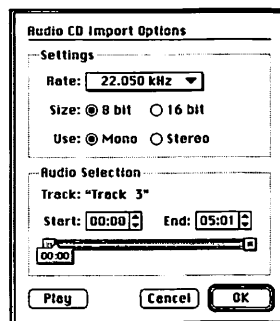 Audio CD Import Options
Settings
Rate: 22.050 kHz
Size: 8 bit 16 bit
Use: Mono Stereo
Audio Selection
Track: "Track 3"
Start: 00:00 End: 05:01
00:00
Play Cancel OK